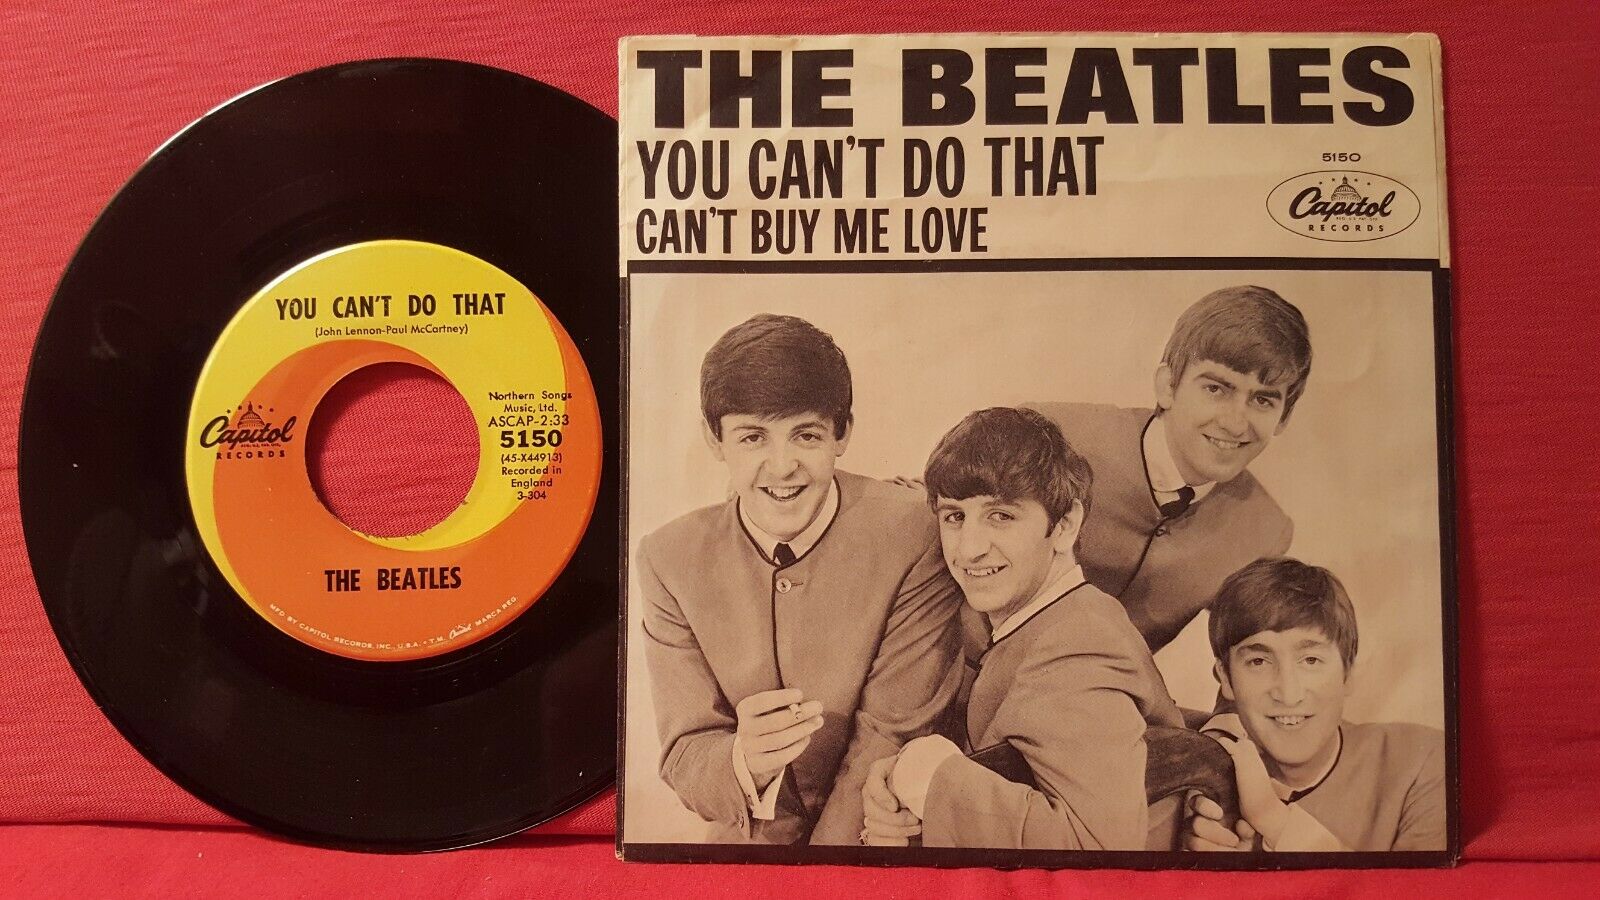 YOU CAN'T DO THAT
(John Lennon-Paul McCartney)
Northern Songs
Music, Ltd.
ASCAP-2:33
5150
(45-X44913)
Recorded in
England
3-304
Capitol
RECORDS
THE BEATLES
MFD BY CAPITOL RECORDS, INC., U.S.A. • T.M. Capitol MARCA REG.
THE BEATLES
YOU CAN'T DO THAT
CAN'T BUY ME LOVE
5150
Capitol
RECORDS